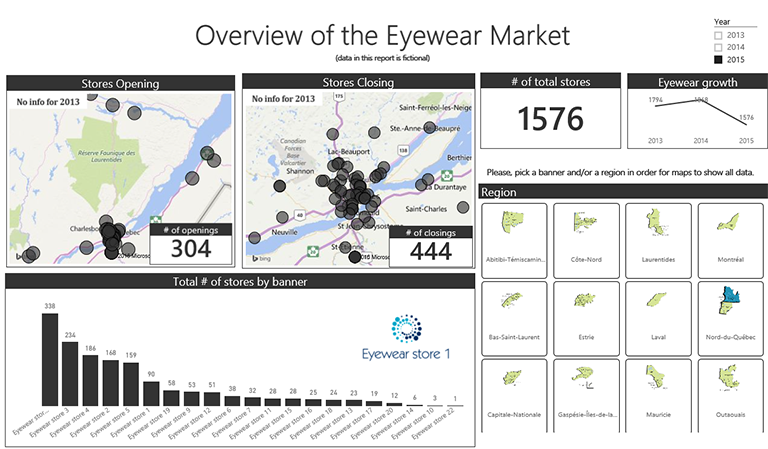 Overview of the Eyewear Market
(data in this report is fictional)
Year
2013
2014
2015
Stores Opening
No info for 2013
Réserve Faunique des
Laurentides
bing
# of openings
304
Stores Closing
No info for 2013
175
Saint-Ferréol-les-Neige
Ste.-Anne-de-Beaupré
Canadian
Forces
Base
Valcartier
Lac-Beauport
Shannon
138
Berthier
20
La Durantaye
Saint-Charles
40
Neuville
20
St-Étienne
bing
# of closings
444
# of total stores
1576
Eyewear growth
1794
1576
2013 2014 2015
Please, pick a banner and/or a region in order for maps to show all data.
Region
Abitibi-Témiscamin...
Côte-Nord
Laurentides
Montréal
Bas-Saint-Laurent
Estrie
Laval
Nord-du-Québec
Capitale-Nationale
Gaspésie-Îles-de-la...
Mauricie
Outaouais
Total # of stores by banner
338 234 186 168 159 90 58 53 51 38 32 28 28 25 24 23 19 12 6 3 1
Eyewear stor...
Eyewear store 3
Eyewear store 4
Eyewear store 2
Eyewear store 5
Eyewear store 1
Eyewear store 19
Eyewear store 9
Eyewear store 12
Eyewear store 6
Eyewear store 7
Eyewear store 11
Eyewear store 15
Eyewear store 16
Eyewear store 18
Eyewear store 13
Eyewear store 17
Eyewear store 20
Eyewear store 14
Eyewear store 10
Eyewear store 22
Eyewear store 1